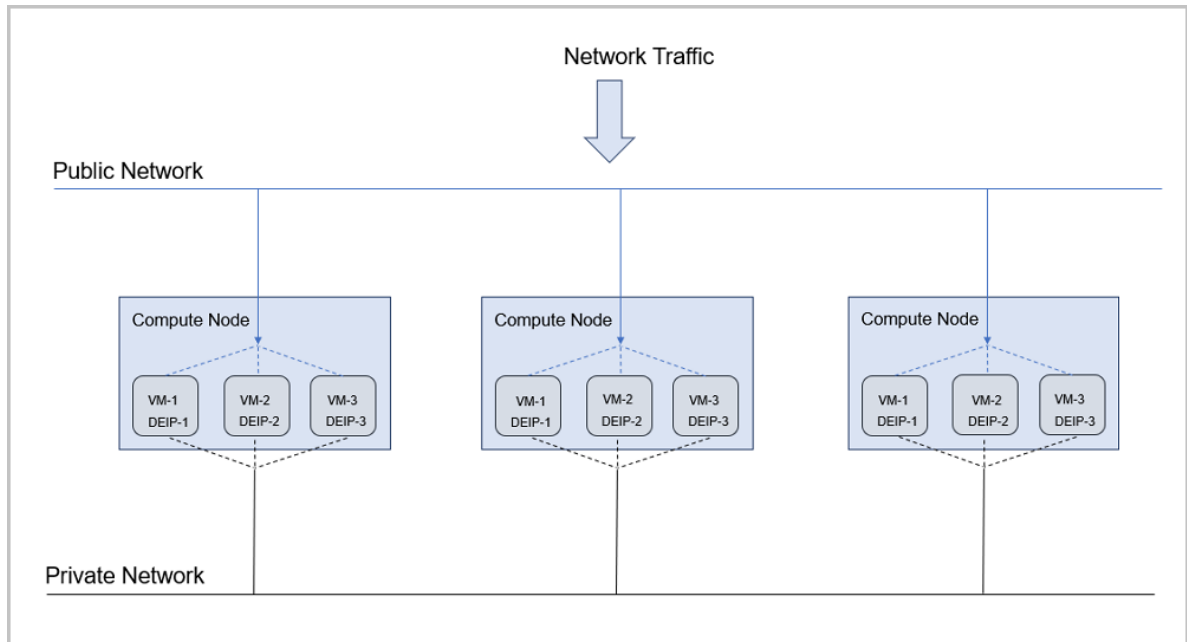 Network Traffic
Public Network
Compute Node
Compute Node
Compute Node
VM-1
DEIP-1
VM-2
DEIP-2
VM-3
DEIP-3
VM-1
DEIP-1
VM-2
DEIP-2
VM-3
DEIP-3
VM-1
DEIP-1
VM-2
DEIP-2
VM-3
DEIP-3
Private Network